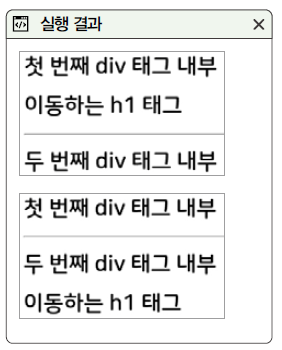 실행 결과
첫 번째 div 태그 내부
이동하는 h1 태그
두 번째 div 태그 내부
첫 번째 div 태그 내부
두 번째 div 태그 내부
이동하는 h1 태그